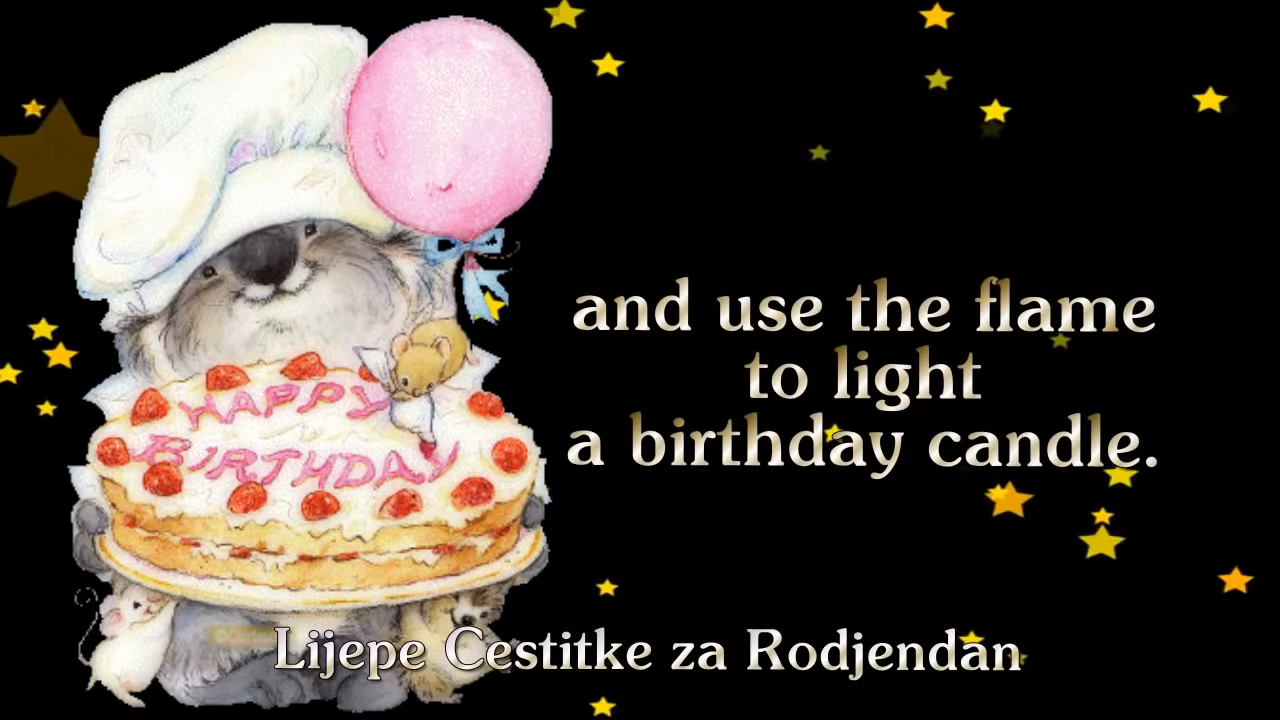 HAPPY
BIRTHDAY
and use the flame
to light
a birthday candle.
Lijepe Cestitke za Rodjendan